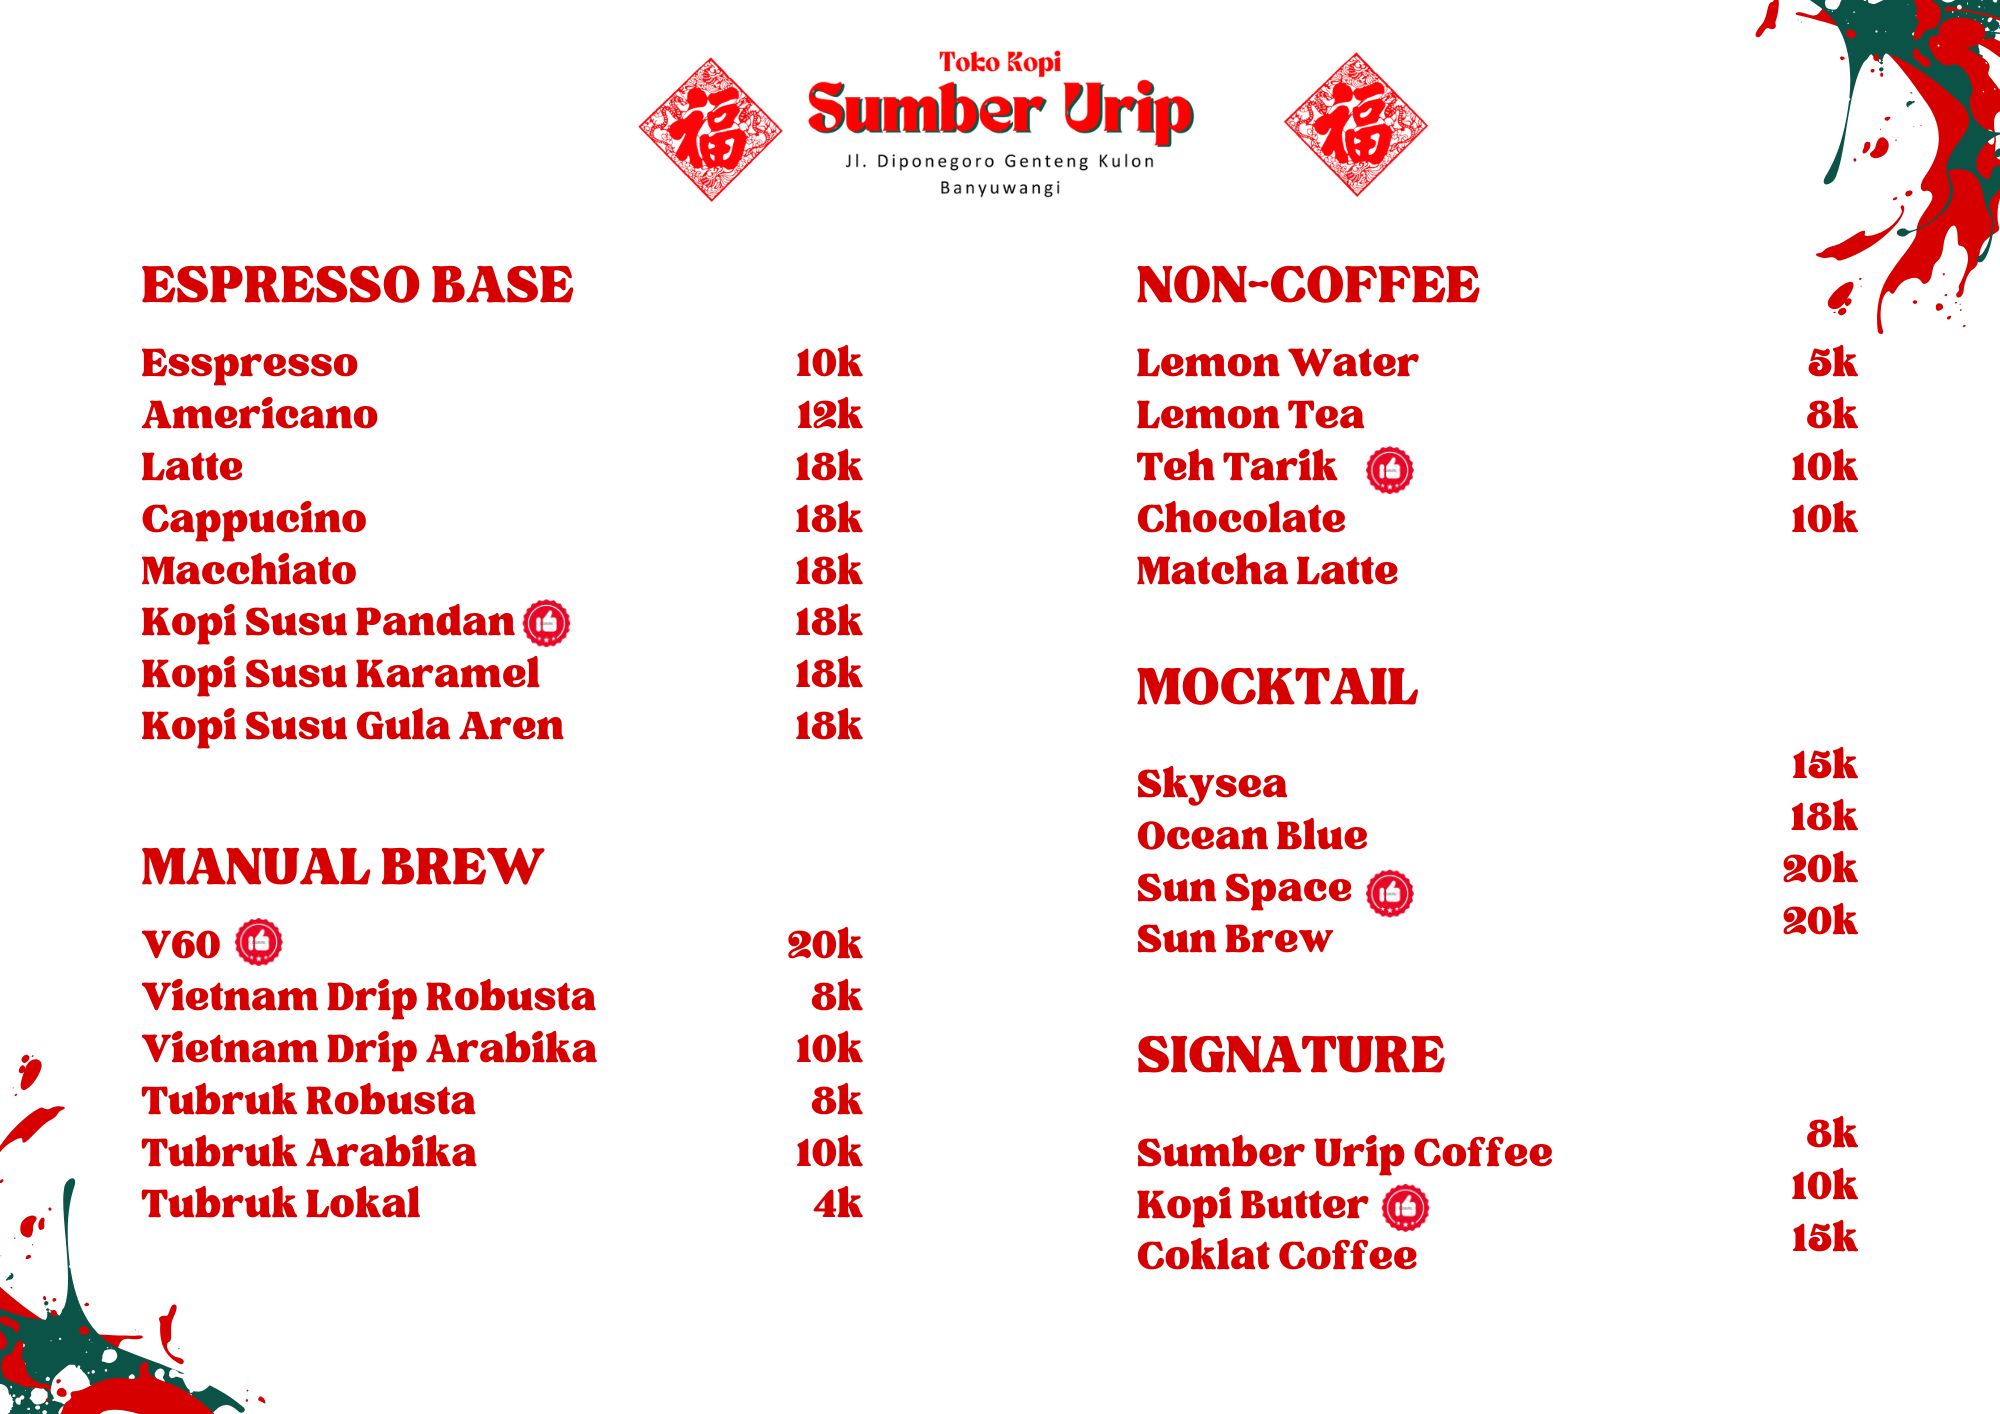 Toko Kopi
福 Sumber Urip 福
Jl. Diponegoro Genteng Kulon
Banyuwangi
ESPRESSO BASE
Esspresso 10k
Americano 12k
Latte 18k
Cappucino 18k
Macchiato 18k
Kopi Susu Pandan 18k
Kopi Susu Karamel 18k
Kopi Susu Gula Aren 18k
MANUAL BREW
V60 20k
Vietnam Drip Robusta 8k
Vietnam Drip Arabika 10k
Tubruk Robusta 8k
Tubruk Arabika 10k
Tubruk Lokal 4k
NON-COFFEE
Lemon Water 5k
Lemon Tea 8k
Teh Tarik 10k
Chocolate 10k
Matcha Latte
MOCKTAIL
Skysea 15k
Ocean Blue 18k
Sun Space 20k
Sun Brew 20k
SIGNATURE
Sumber Urip Coffee 8k
Kopi Butter 10k
Coklat Coffee 15k